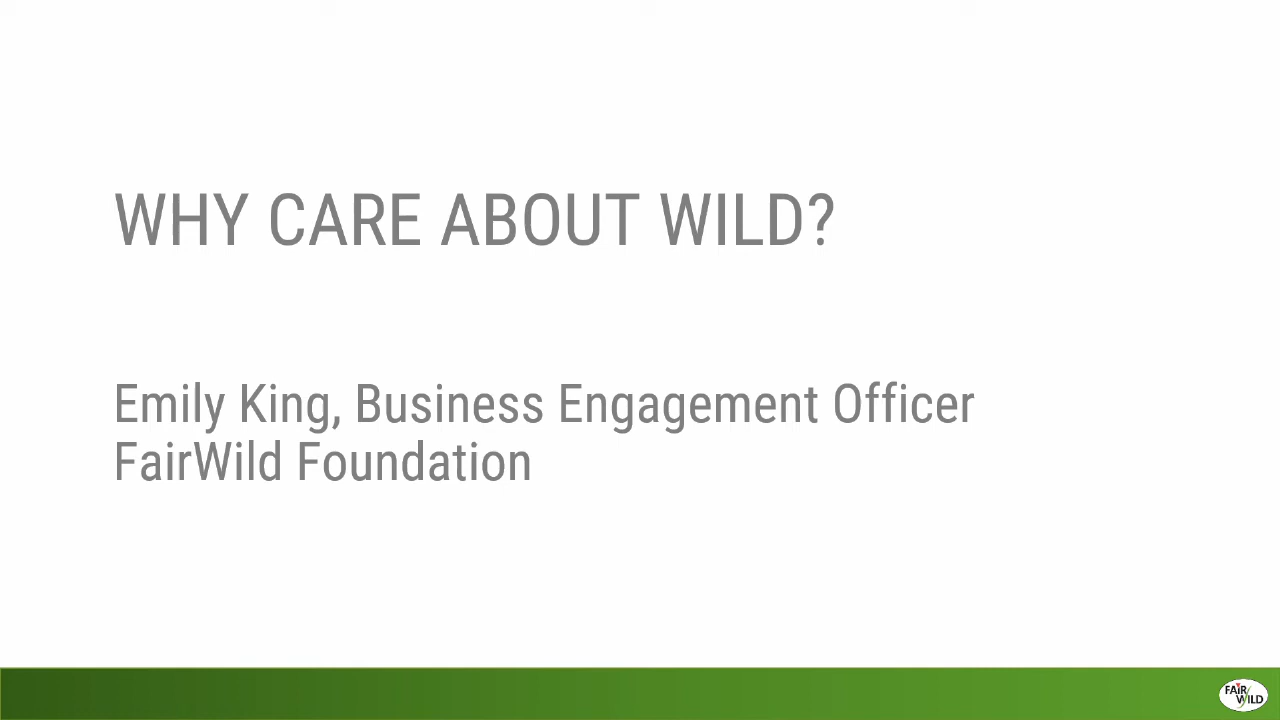 WHY CARE ABOUT WILD?
Emily King, Business Engagement Officer
FairWild Foundation
FAIR
WILD